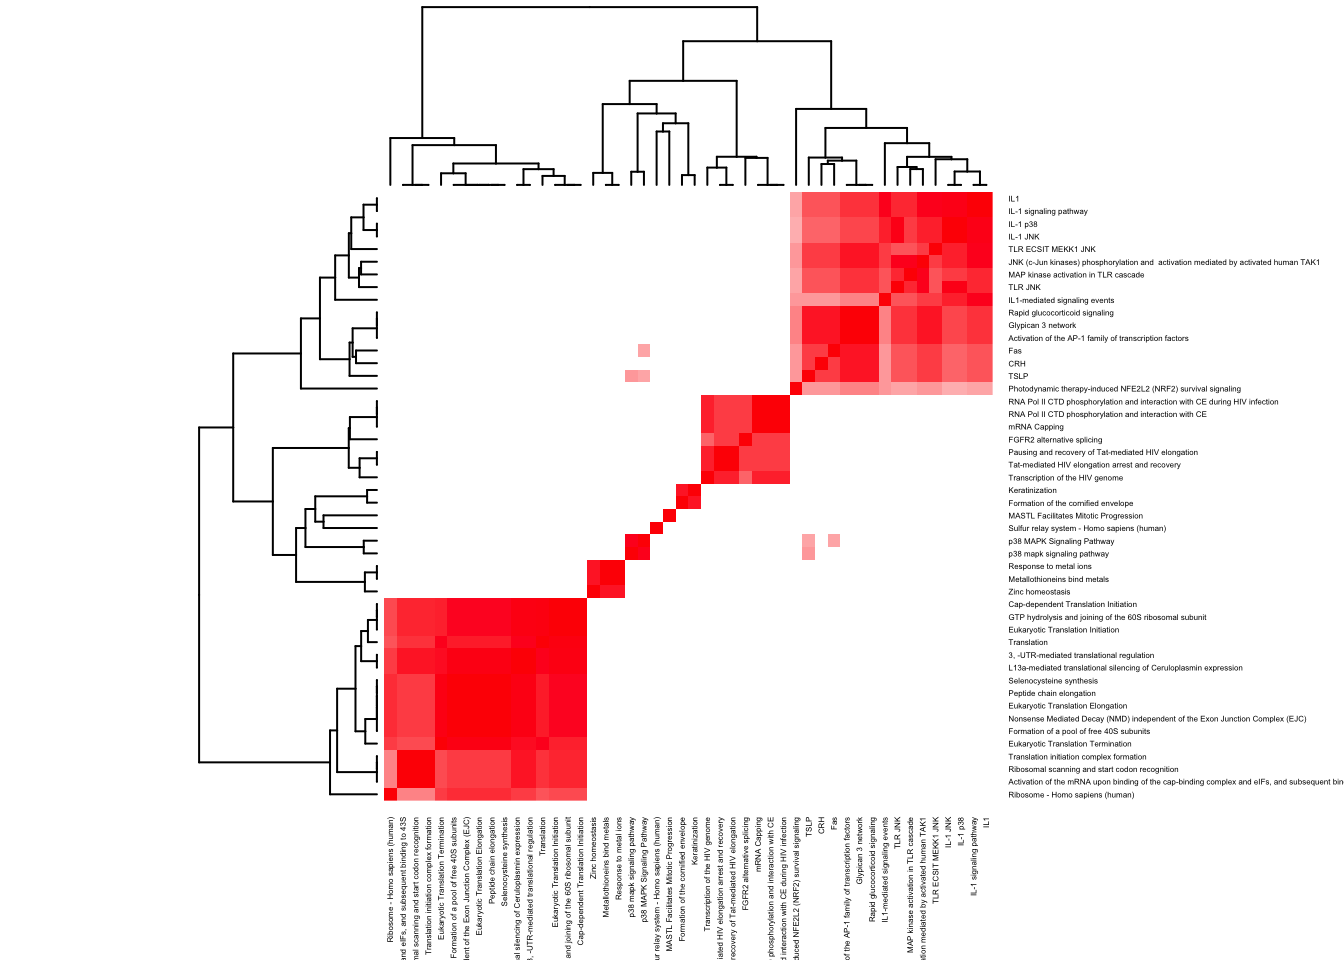 IL1
IL-1 signaling pathway
IL-1 p38
IL-1 JNK
TLR ECSIT MEKK1 JNK
JNK (c-Jun kinases) phosphorylation and  activation mediated by activated human TAK1
MAP kinase activation in TLR cascade
TLR JNK
IL1-mediated signaling events
Rapid glucocorticoid signaling
Glypican 3 network
Activation of the AP-1 family of transcription factors
Fas
CRH
TSLP
Photodynamic therapy-induced NFE2L2 (NRF2) survival signaling
RNA Pol II CTD phosphorylation and interaction with CE during HIV infection
RNA Pol II CTD phosphorylation and interaction with CE
mRNA Capping
FGFR2 alternative splicing
Pausing and recovery of Tat-mediated HIV elongation
Tat-mediated HIV elongation arrest and recovery
Transcription of the HIV genome
Keratinization
Formation of the cornified envelope
MASTL Facilitates Mitotic Progression
Sulfur relay system - Homo sapiens (human)
p38 MAPK Signaling Pathway
p38 mapk signaling pathway
Response to metal ions
Metallothioneins bind metals
Zinc homeostasis
Cap-dependent Translation Initiation
GTP hydrolysis and joining of the 60S ribosomal subunit
Eukaryotic Translation Initiation
Translation
3, -UTR-mediated translational regulation
L13a-mediated translational silencing of Ceruloplasmin expression
Selenocysteine synthesis
Peptide chain elongation
Eukaryotic Translation Elongation
Nonsense Mediated Decay (NMD) independent of the Exon Junction Complex (EJC)
Formation of a pool of free 40S subunits
Eukaryotic Translation Termination
Translation initiation complex formation
Ribosomal scanning and start codon recognition
Activation of the mRNA upon binding of the cap-binding complex and eIFs, and subsequent bin
Ribosome - Homo sapiens (human)
Ribosome - Homo sapiens (human)
and eIFs, and subsequent binding to 43S
mal scanning and start codon recognition
Translation initiation complex formation
Eukaryotic Translation Termination
Formation of a pool of free 40S subunits
lent of the Exon Junction Complex (EJC)
Eukaryotic Translation Elongation
Peptide chain elongation
Selenocysteine synthesis
al silencing of Ceruloplasmin expression
3, -UTR-mediated translational regulation
Translation
Eukaryotic Translation Initiation
and joining of the 60S ribosomal subunit
Cap-dependent Translation Initiation
Zinc homeostasis
Metallothioneins bind metals
Response to metal ions
p38 mapk signaling pathway
p38 MAPK Signaling Pathway
ur relay system - Homo sapiens (human)
MASTL Facilitates Mitotic Progression
Formation of the cornified envelope
Keratinization
Transcription of the HIV genome
iated HIV elongation arrest and recovery
recovery of Tat-mediated HIV elongation
FGFR2 alternative splicing
mRNA Capping
phosphorylation and interaction with CE
d interaction with CE during HIV infection
duced NFE2L2 (NRF2) survival signaling
TSLP
CRH
Fas
of the AP-1 family of transcription factors
Glypican 3 network
Rapid glucocorticoid signaling
IL1-mediated signaling events
TLR JNK
MAP kinase activation in TLR cascade
ation mediated by activated human TAK1
TLR ECSIT MEKK1 JNK
IL-1 JNK
IL-1 p38
IL-1 signaling pathway
IL1